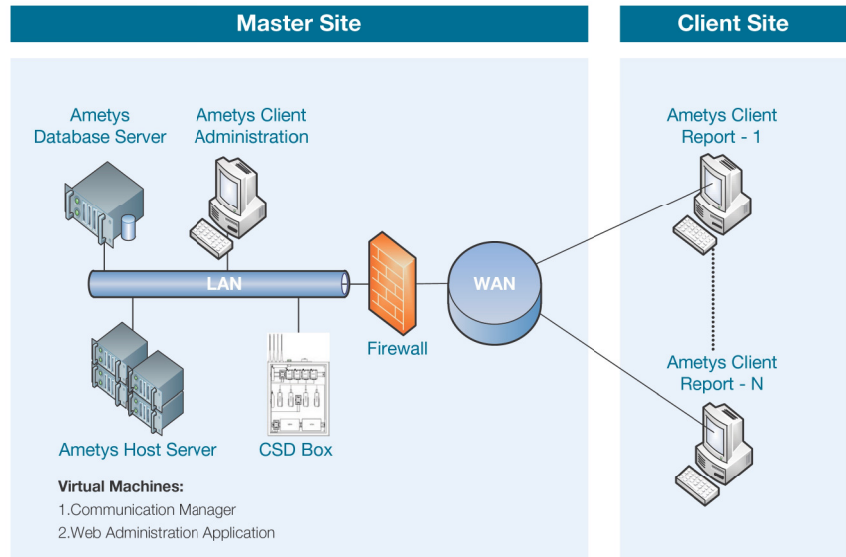 Master Site
Client Site
Ametys
Database Server
Ametys Client
Administration
LAN
Firewall
WAN
Ametys Host Server
CSD Box
Virtual Machines:
1.Communication Manager
2.Web Administration Application
Ametys Client
Report - 1
Ametys Client
Report - N